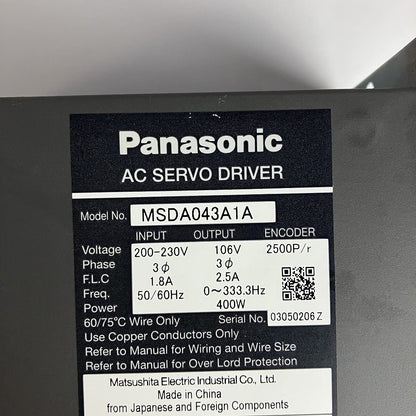 Panasonic
AC SERVO DRIVER
Model No. MSDA043A1A
INPUT OUTPUT ENCODER
Voltage 200-230V 106V 2500P/r
Phase 3ϕ 3ϕ
F.L.C 1.8A 2.5A
Freq. 50/60Hz 0~333.3Hz
Power 400W
60/75°C Wire Only Serial No. 03050206Z
Use Copper Conductors Only
Refer to Manual for Wiring and Wire Size
Refer to Manual for Over Lord Protection
Matsushita Electric Industrial Co., Ltd.
Made in China
from Japanese and Foreign Components